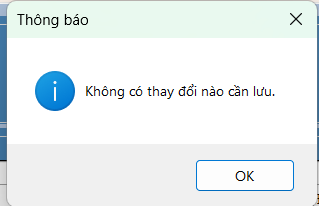 Thông báo
Không có thay đổi nào cần lưu.
OK